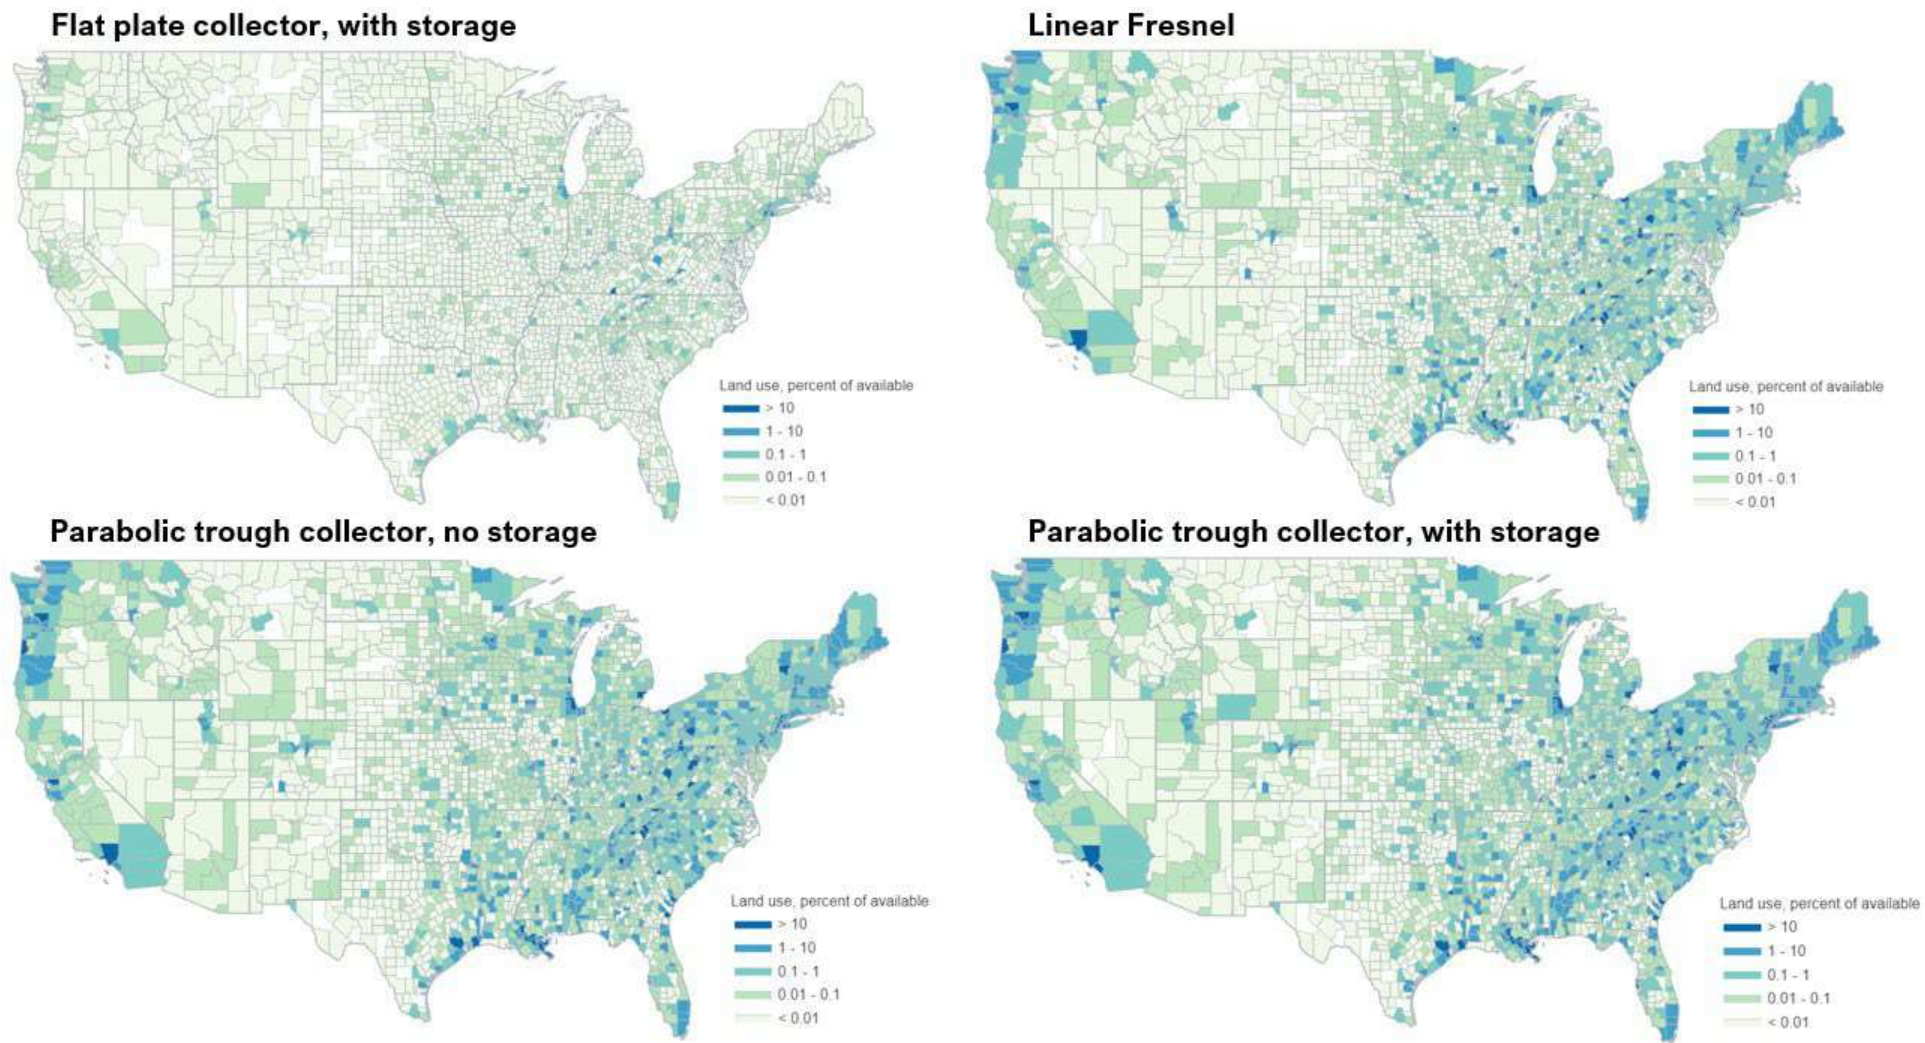 Flat plate collector, with storage
Land use, percent of available
> 10
1 - 10
0.1 - 1
0.01 - 0.1
< 0.01
Linear Fresnel
Land use, percent of available
> 10
1 - 10
0.1 - 1
0.01 - 0.1
< 0.01
Parabolic trough collector, no storage
Land use, percent of available
> 10
1 - 10
0.1 - 1
0.01 - 0.1
< 0.01
Parabolic trough collector, with storage
Land use, percent of available
> 10
1 - 10
0.1 - 1
0.01 - 0.1
< 0.01